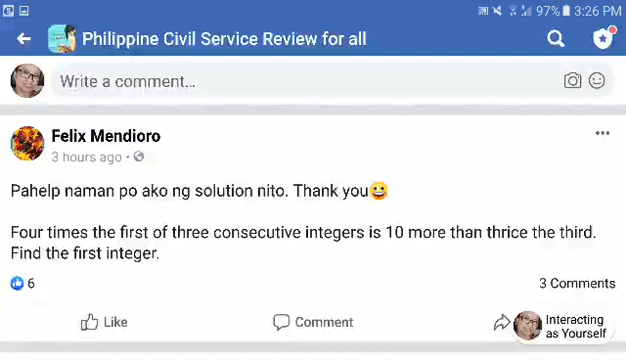 97% 3:26 PM
Philippine Civil Service Review for all
Write a comment...
Felix Mendioro
3 hours ago •
Pahelp naman po ako ng solution nito. Thank you😀
Four times the first of three consecutive integers is 10 more than thrice the third.
Find the first integer.
6 3 Comments
Like Comment Interacting
as Yourself